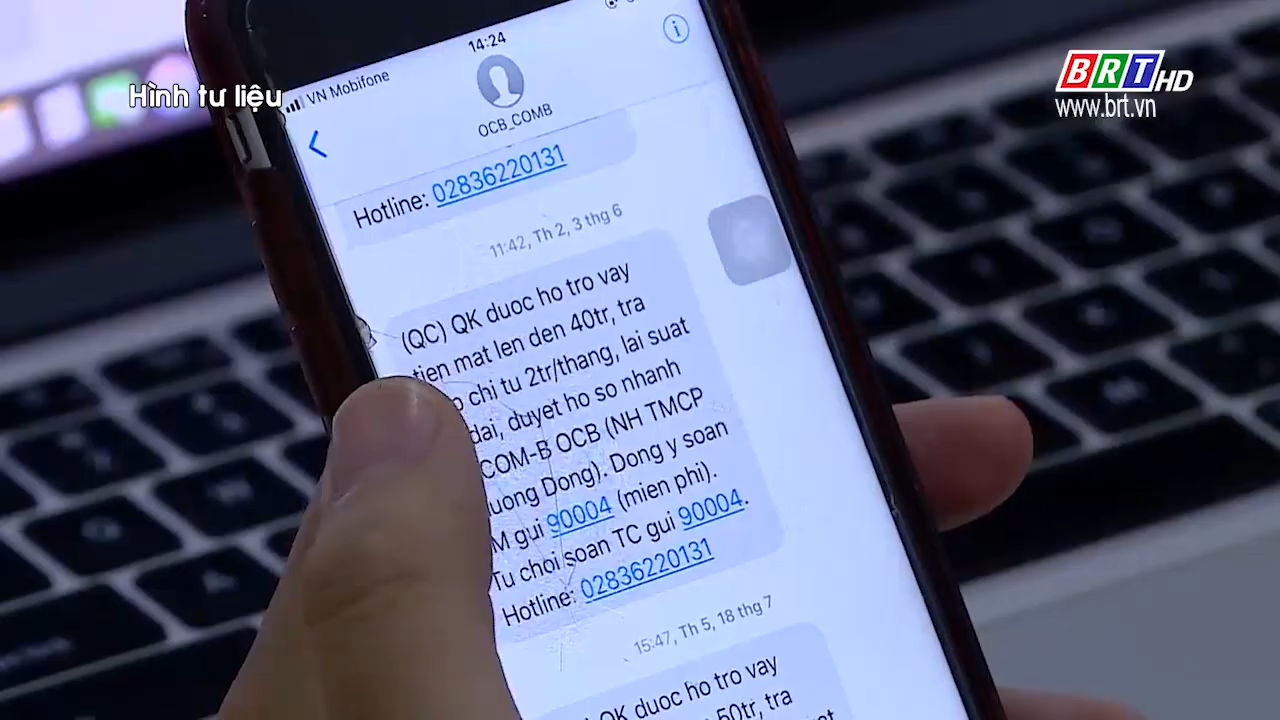 14:24
VN Mobifone
Hình tư liệu
BRT HD
www.brt.vn
OCB_COMB
Hotline: 02836220131
11:42, Th 2, 3 thg 6
(QC) QK duoc ho tro vay
tien mat len den 40tr, tra
chi tu 2tr/thang, lai suat
dai, duyet ho so nhanh
COM-B OCB (NH TMCP
uong Dong). Dong y soan
M gui 90004 (mien phi).
Tu choi soan TC gui 90004.
Hotline: 02836220131
15:47, Th 5, 18 thg 7
QK duoc ho tro vay
50tr, tra